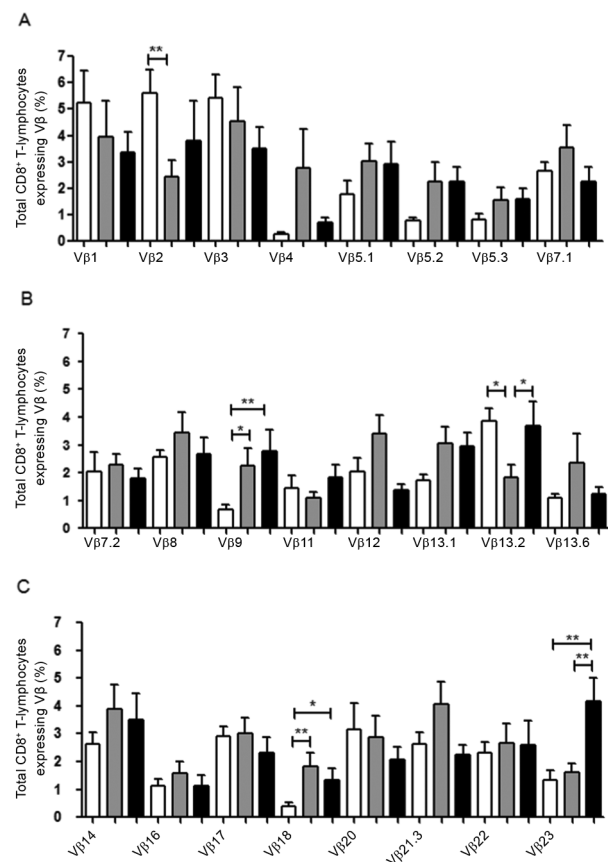 A
Total CD8⁺ T-lymphocytes
expressing Vβ (%)
7
6
5
4
3
2
1
0
**
Vβ1 Vβ2 Vβ3 Vβ4 Vβ5.1 Vβ5.2 Vβ5.3 Vβ7.1
B
Total CD8⁺ T-lymphocytes
expressing Vβ (%)
7
6
5
4
3
2
1
0
**
*
* *
Vβ7.2 Vβ8 Vβ9 Vβ11 Vβ12 Vβ13.1 Vβ13.2 Vβ13.6
C
Total CD8⁺ T-lymphocytes
expressing Vβ (%)
7
6
5
4
3
2
1
0
*
**
**
**
Vβ14 Vβ16 Vβ17 Vβ18 Vβ20 Vβ21.3 Vβ22 Vβ23